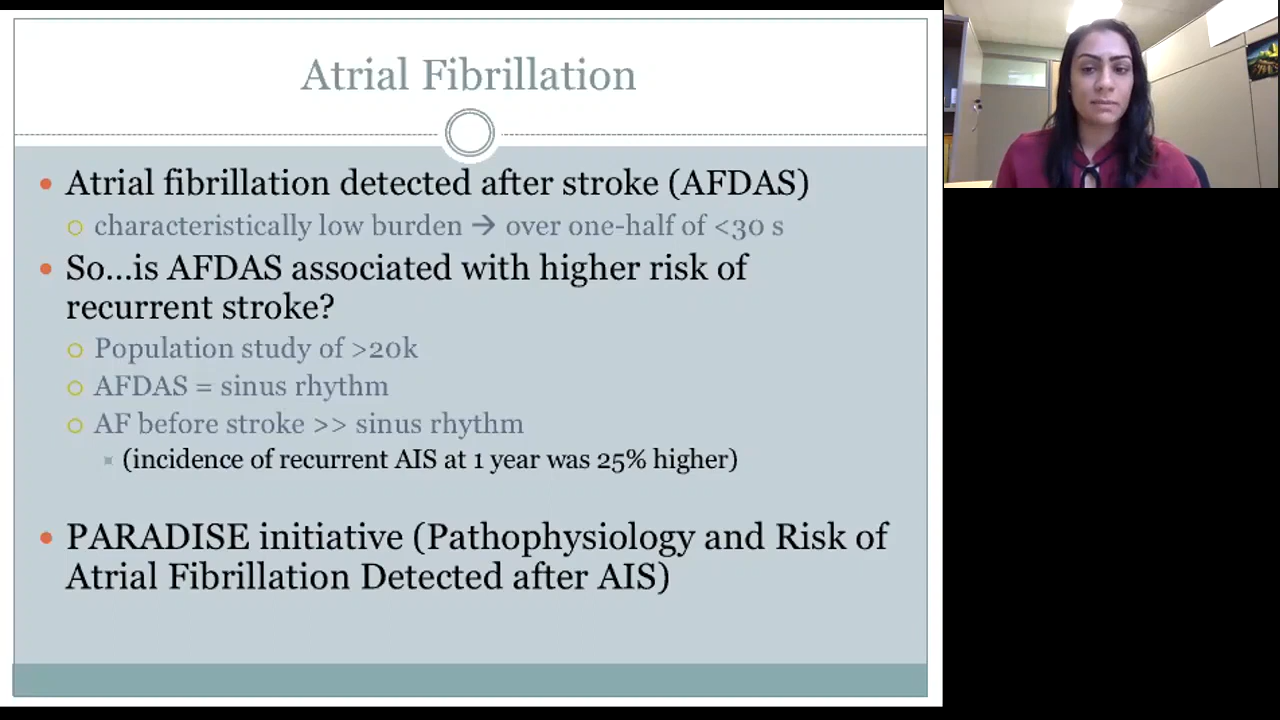 Atrial Fibrillation
Atrial fibrillation detected after stroke (AFDAS)
characteristically low burden → over one-half of <30 s
So...is AFDAS associated with higher risk of
recurrent stroke?
Population study of >20k
AFDAS = sinus rhythm
AF before stroke >> sinus rhythm
(incidence of recurrent AIS at 1 year was 25% higher)
PARADISE initiative (Pathophysiology and Risk of
Atrial Fibrillation Detected after AIS)